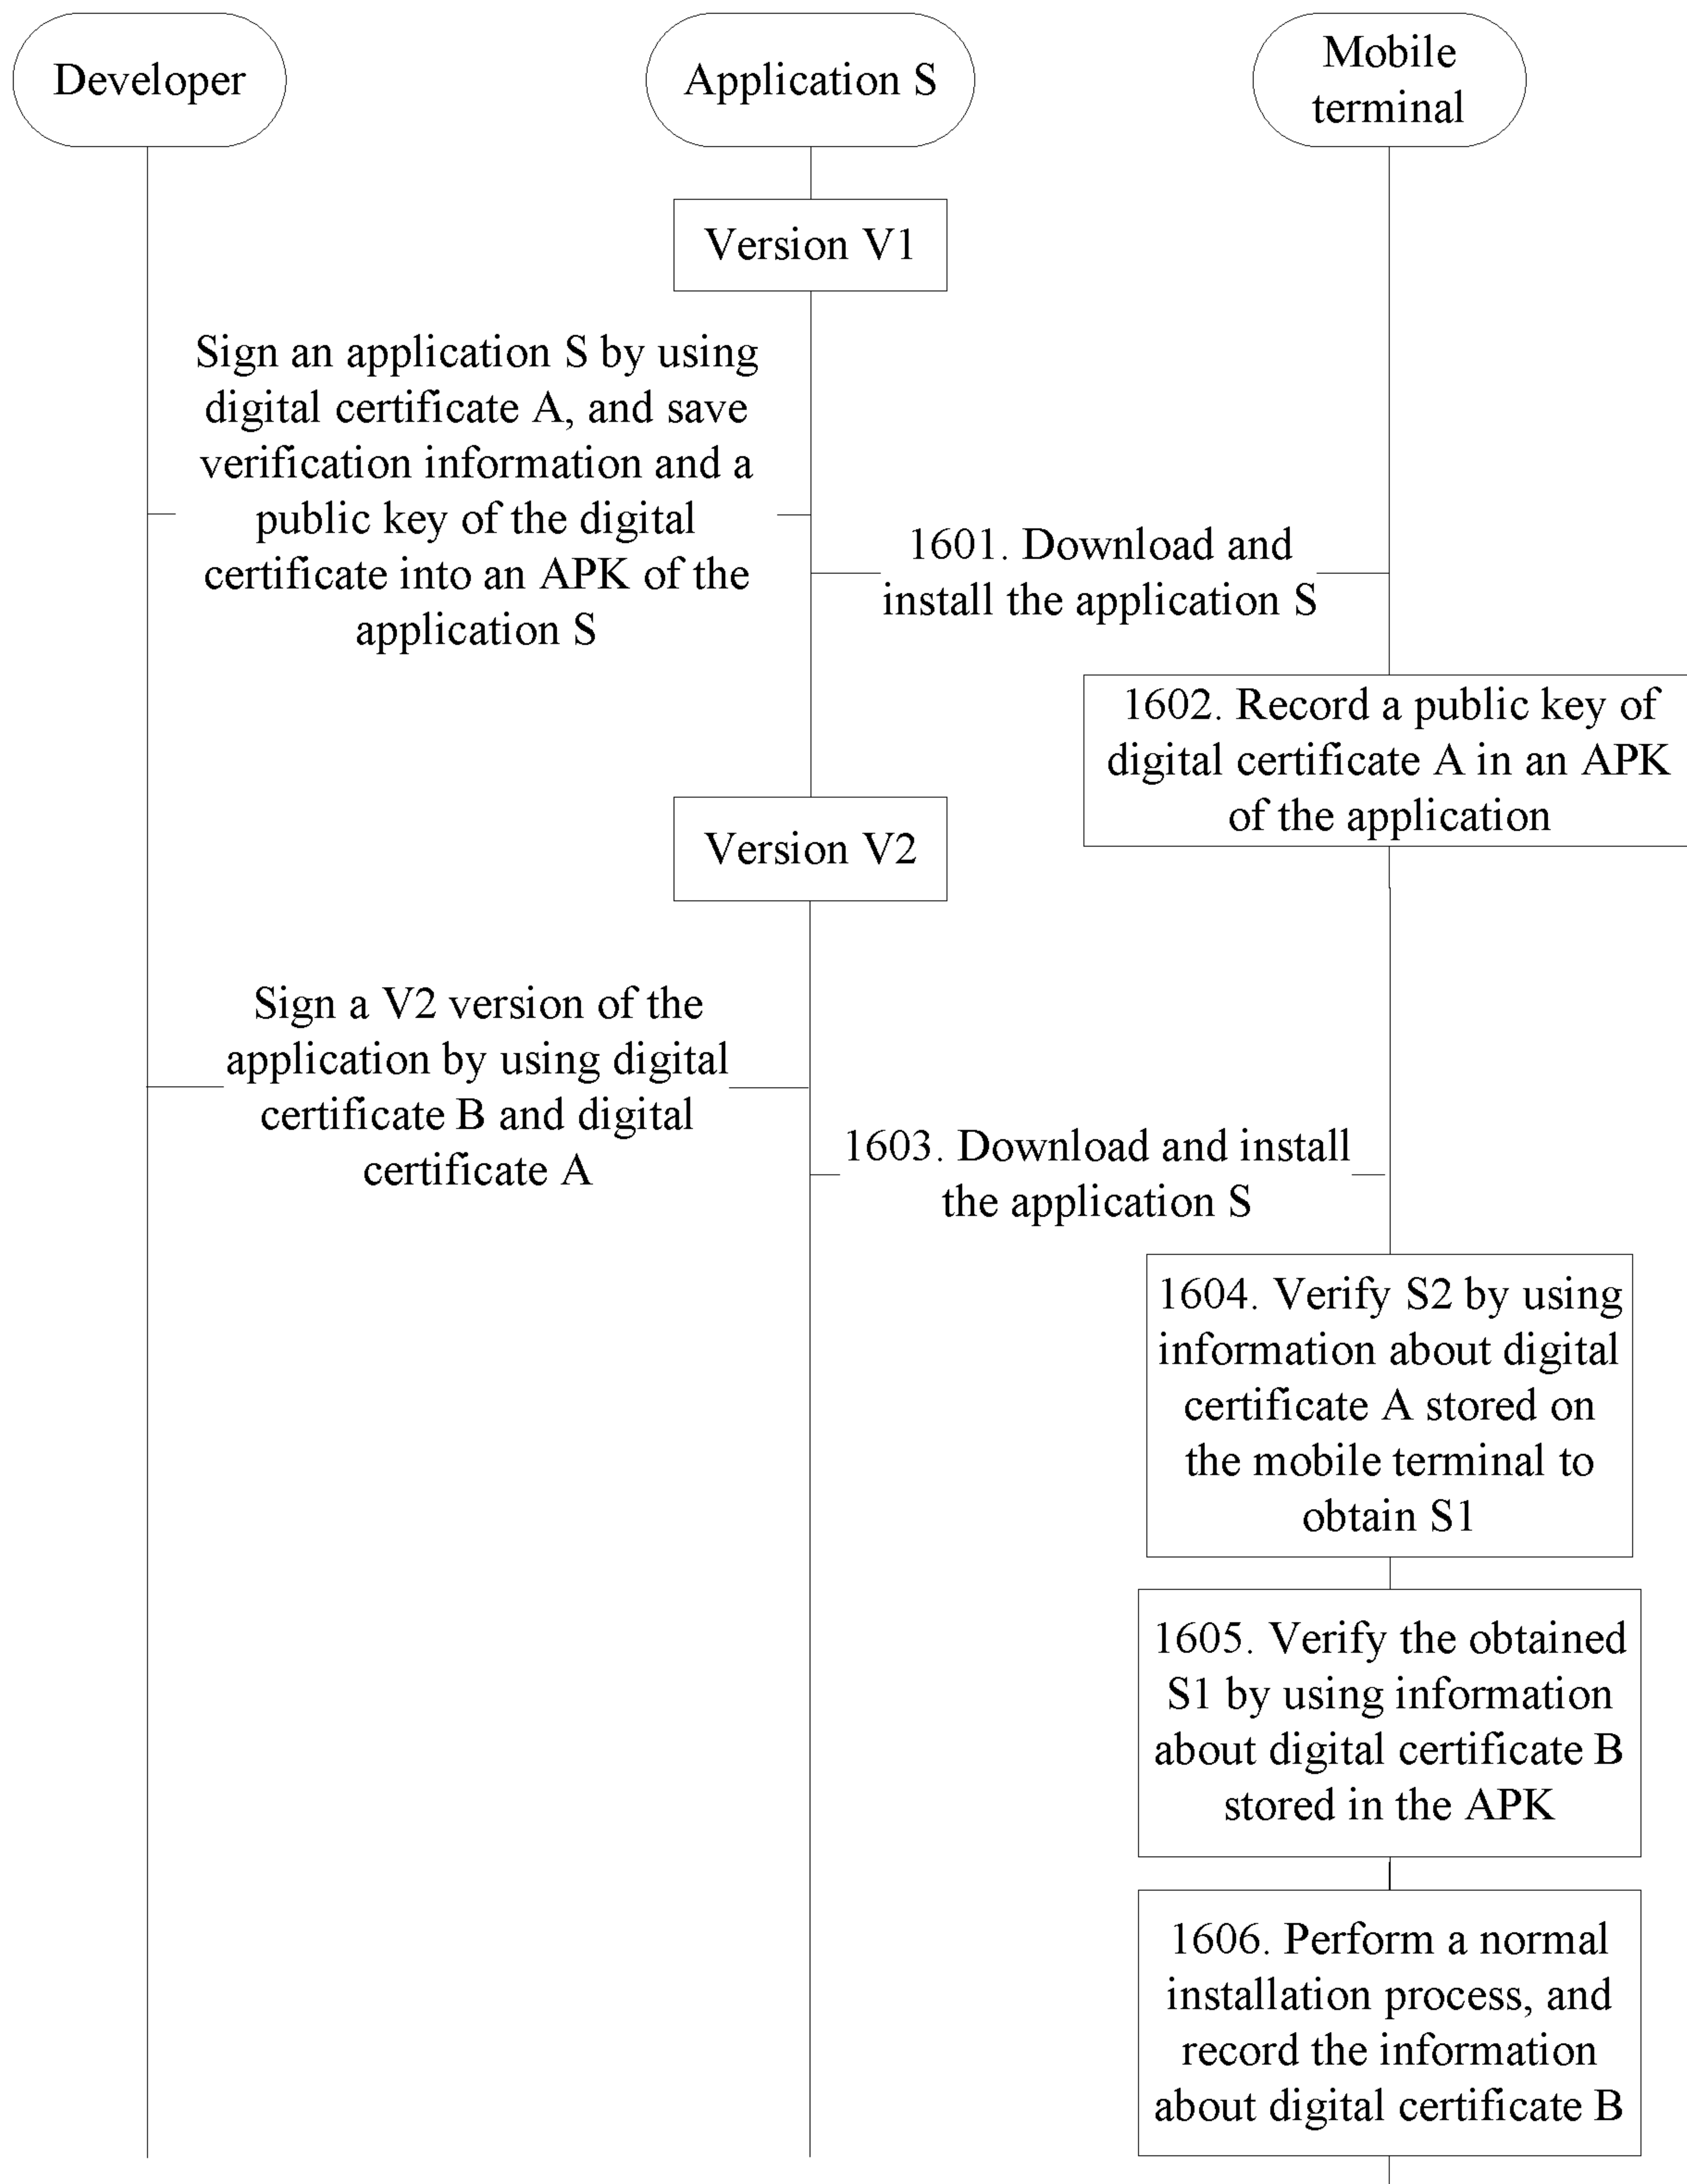 Developer
Application S
Mobile
terminal
Version V1
Sign an application S by using
digital certificate A, and save
verification information and a
public key of the digital
certificate into an APK of the
application S
1601. Download and
install the application S
1602. Record a public key of
digital certificate A in an APK
of the application
Version V2
Sign a V2 version of the
application by using digital
certificate B and digital
certificate A
1603. Download and install
the application S
1604. Verify S2 by using
information about digital
certificate A stored on
the mobile terminal to
obtain S1
1605. Verify the obtained
S1 by using information
about digital certificate B
stored in the APK
1606. Perform a normal
installation process, and
record the information
about digital certificate B